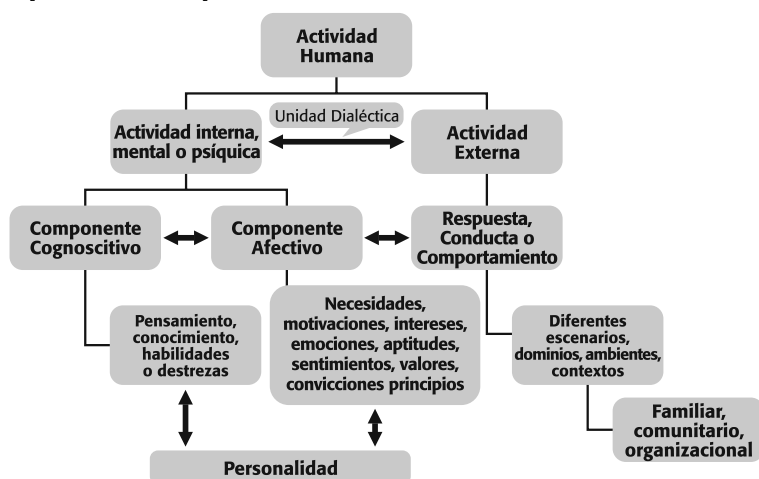 Actividad
Humana
Unidad Dialéctica
Actividad interna,
mental o psíquica
Actividad
Externa
Componente
Cognoscitivo
Componente
Afectivo
Respuesta,
Conducta o
Comportamiento
Pensamiento,
conocimiento,
habilidades
o destrezas
Necesidades,
motivaciones, intereses,
emociones, aptitudes,
sentimientos, valores,
convicciones principios
Diferentes
escenarios,
dominios, ambientes,
contextos
Familiar,
comunitario,
organizacional
Personalidad